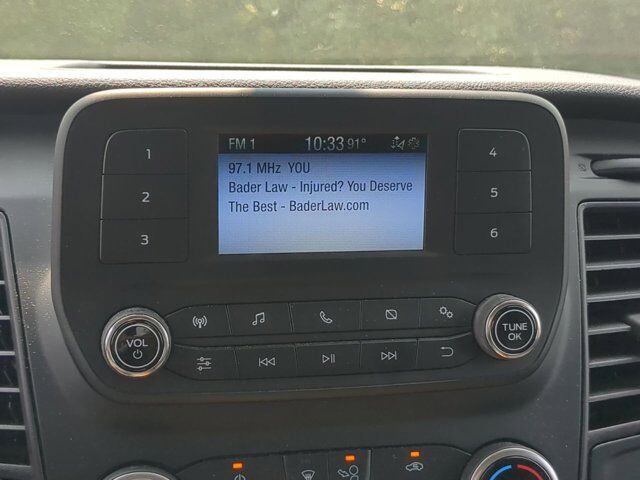 FM 1 10:33 91°
97.1 MHz YOU
Bader Law - Injured? You Deserve
The Best - BaderLaw.com
1
2
3
4
5
6
VOL
TUNE
OK